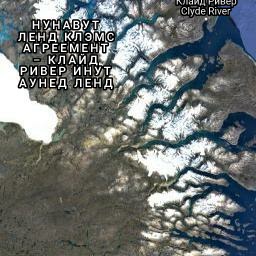 Клайд Ривер
Clyde River
НУНАВУТ
ЛЕНД КЛЭМС
АГРЕЕМЕНТ
– КЛАЙД
РИВЕР ИНУТ
АУНЕД ЛЕНД